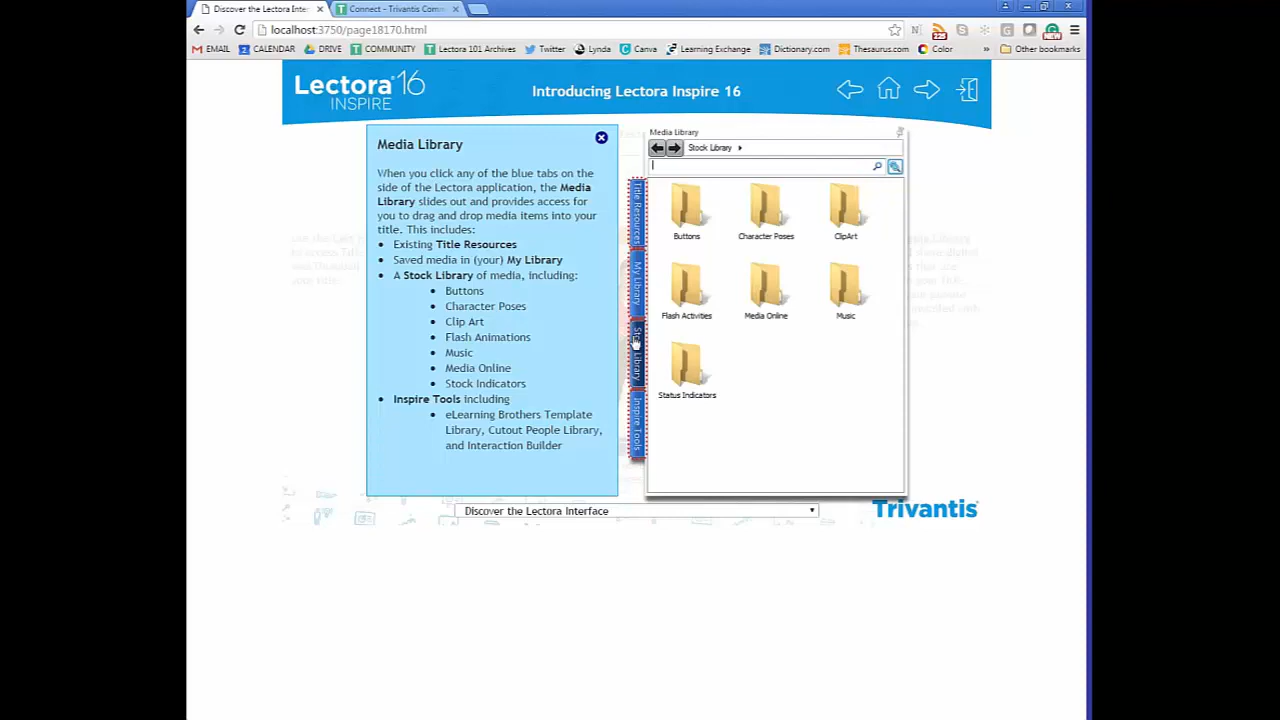 Discover the Lectora Inte
Connect - Trivantis Com
localhost:3750/page18170.html
EMAIL
CALENDAR
DRIVE
COMMUNITY
Lectora 101 Archives
Twitter
Lynda
Canva
Learning Exchange
Dictionary.com
Thesaurus.com
Color
»
Other bookmarks
Lectora 16
INSPIRE
Introducing Lectora Inspire 16
Media Library
When you click any of the blue tabs on the
side of the Lectora application, the Media
Library slides out and provides access for
you to drag and drop media items into your
title. This includes:
• Existing Title Resources
• Saved media in (your) My Library
• A Stock Library of media, including:
• Buttons
• Character Poses
• Clip Art
• Flash Animations
• Music
• Media Online
• Stock Indicators
• Inspire Tools including
• eLearning Brothers Template
Library, Cutout People Library,
and Interaction Builder
Title Resources
My Library
Stock Library
Inspire Tools
Media Library
Stock Library
Buttons
Character Poses
ClipArt
Flash Activities
Media Online
Music
Status Indicators
Discover the Lectora Interface
Trivantis